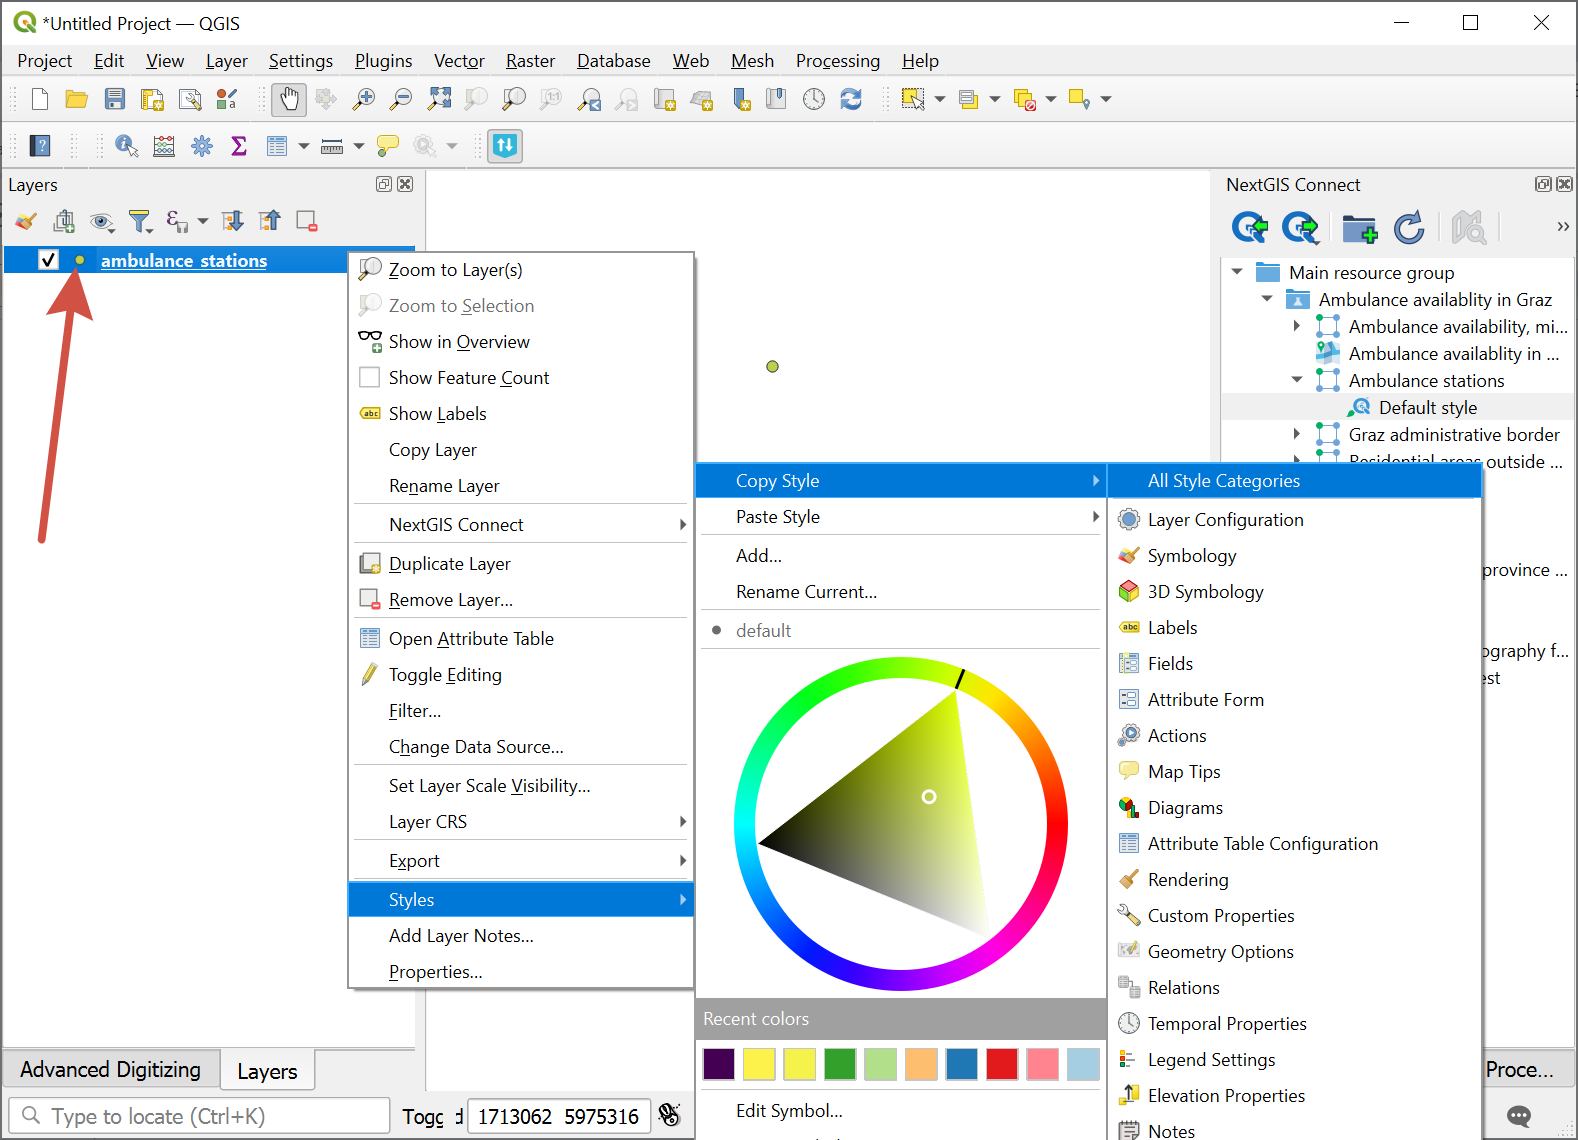 *Untitled Project — QGIS
Project Edit View Layer Settings Plugins Vector Raster Database Web Mesh Processing Help
Layers
ambulance stations
Zoom to Layer(s)
Zoom to Selection
Show in Overview
Show Feature Count
abc Show Labels
Copy Layer
Rename Layer
NextGIS Connect
Duplicate Layer
Remove Layer...
Open Attribute Table
Toggle Editing
Filter...
Change Data Source...
Set Layer Scale Visibility...
Layer CRS
Export
Styles
Add Layer Notes...
Properties...
Copy Style
Paste Style
Add...
Rename Current...
default
Recent colors
Edit Symbol...
All Style Categories
Layer Configuration
Symbology
3D Symbology
abc Labels
Fields
Attribute Form
Actions
Map Tips
Diagrams
Attribute Table Configuration
Rendering
Custom Properties
Geometry Options
Relations
Temporal Properties
Legend Settings
Elevation Properties
Notes
NextGIS Connect
»
Main resource group
Ambulance availablity in Graz
Ambulance availability, mi...
Ambulance availablity in ...
Ambulance stations
Default style
Graz administrative border
Residential areas outside ...
province ...
ography f...
est
Advanced Digitizing
Layers
Proce...
Type to locate (Ctrl+K)
Togg
d
1713062 5975316